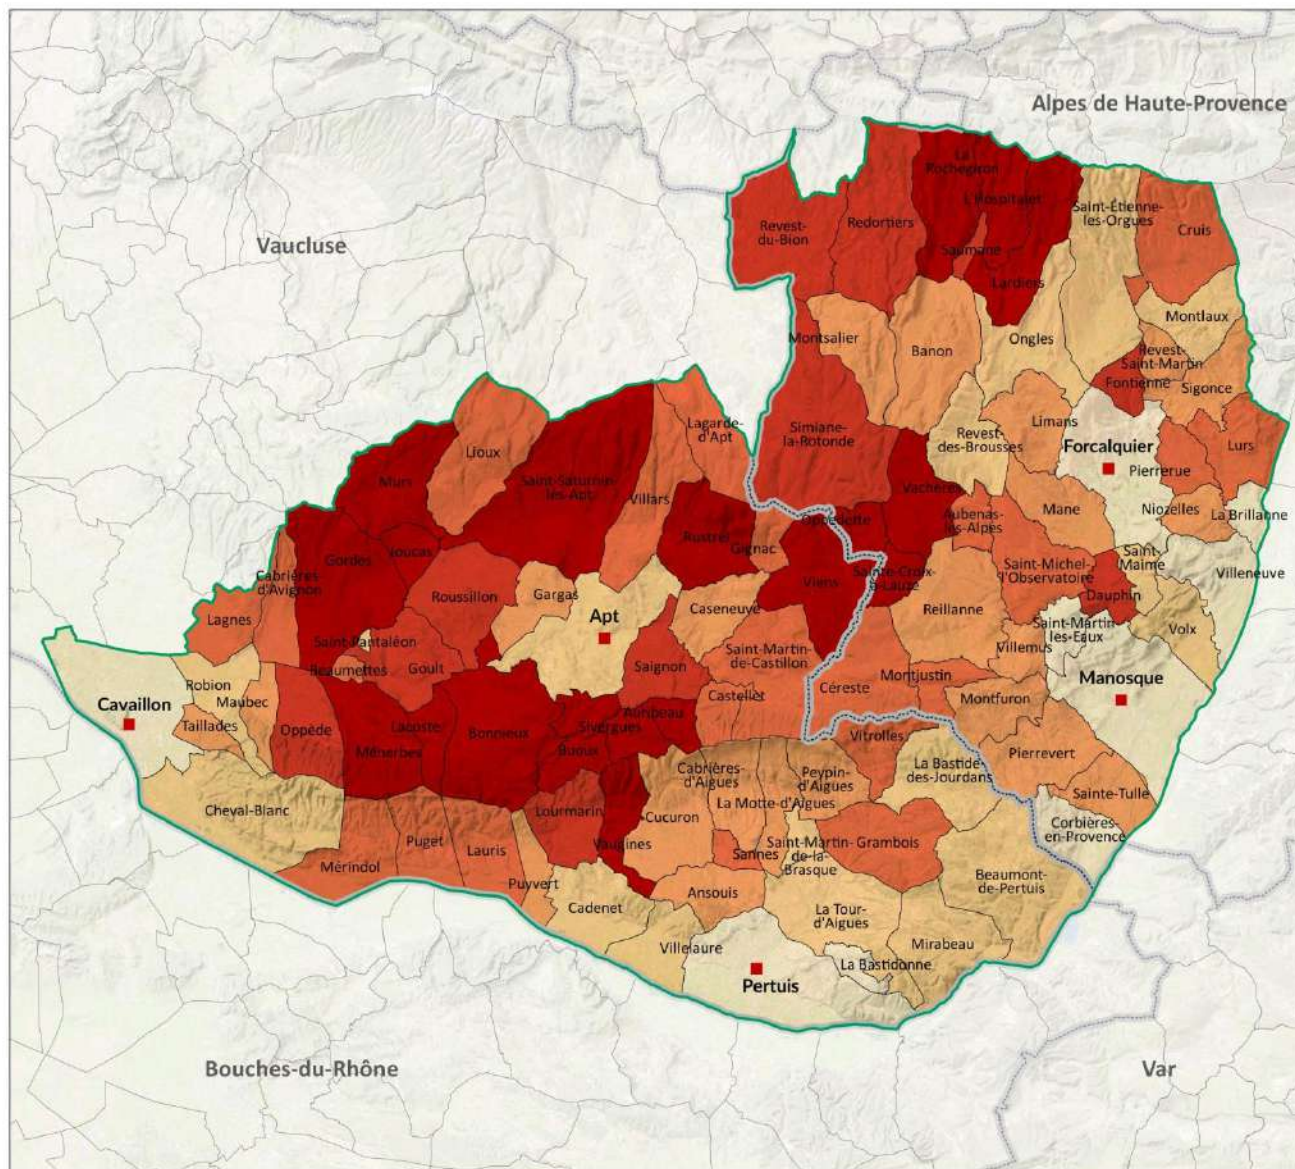 Alpes de Haute-Provence
Vaucluse
La
Rochegiron
L'Hospitalet
Saint-Étienne-
les-Orgues
Cruis
Revest-
du-Bion
Redortiers
Saumane
Lardiers
Montlaux
Montsalier
Banon
Ongles
Revest-
Saint-Martin
Fontienne
Sigonce
Lagarde-
d'Apt
Simiane-
la-Rotonde
Revest-
des-Brousses
Limans
Forcalquier
Lurs
Pierrerue
Lioux
Murs
Saint-Saturnin-
lès-Apt
Villars
Vachères
Oppedette
Aubenas-
les-Alpes
Mane
Niozelles
La Brillanne
Rustrel
Gignac
Gordes
Joucas
Viens
Sainte-Croix-
à-Lauze
Saint-Michel-
l'Observatoire
Saint-
Maime
Dauphin
Villeneuve
Cabrières-
d'Avignon
Lagnes
Roussillon
Gargas
Apt
Caseneuve
Reillanne
Saint-Martin-
les-Eaux
Volx
Saint-Pantaléon
Beaumettes
Goult
Saignon
Saint-Martin-
de-Castillon
Villemus
Manosque
Robion
Maubec
Cavaillon
Taillades
Oppède
Lacoste
Ménerbes
Bonnieux
Sivergues
Auribeau
Buoux
Castellet
Céreste
Montjustin
Montfuron
Vitrolles
Pierrevert
Cabrières-
d'Aigues
Peypin-
d'Aigues
La Bastide-
des-Jourdans
Sainte-Tulle
Cheval-Blanc
Lourmarin
La Motte-d'Aigues
Cucuron
Corbières-
en-Provence
Vaugines
Mérindol
Puget
Lauris
Sannes
Saint-Martin-
de-la-
Brasque
Grambois
Beaumont-
de-Pertuis
Puyvert
Cadenet
Ansouis
La Tour-
d'Aigues
Villelaure
Mirabeau
La Bastidonne
Pertuis
Bouches-du-Rhône
Var